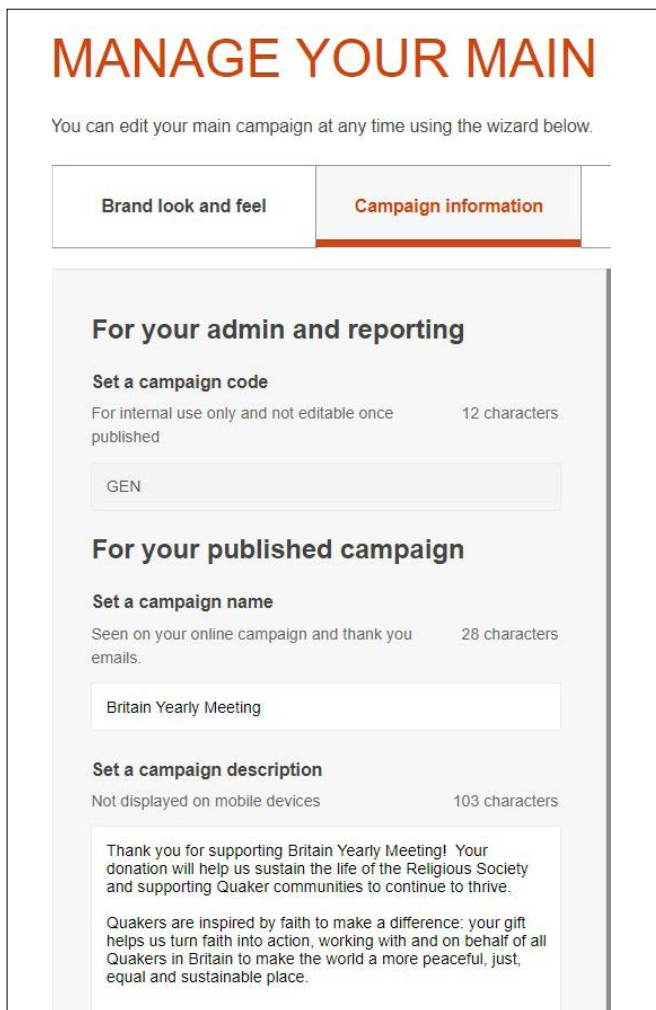 MANAGE YOUR MAIN
You can edit your main campaign at any time using the wizard below.
Brand look and feel
Campaign information
For your admin and reporting
Set a campaign code
For internal use only and not editable once
published
12 characters
GEN
For your published campaign
Set a campaign name
Seen on your online campaign and thank you
emails.
28 characters
Britain Yearly Meeting
Set a campaign description
Not displayed on mobile devices
103 characters
Thank you for supporting Britain Yearly Meeting!  Your
donation will help us sustain the life of the Religious Society
and supporting Quaker communities to continue to thrive.
Quakers are inspired by faith to make a difference: your gift
helps us turn faith into action, working with and on behalf of all
Quakers in Britain to make the world a more peaceful, just,
equal and sustainable place.